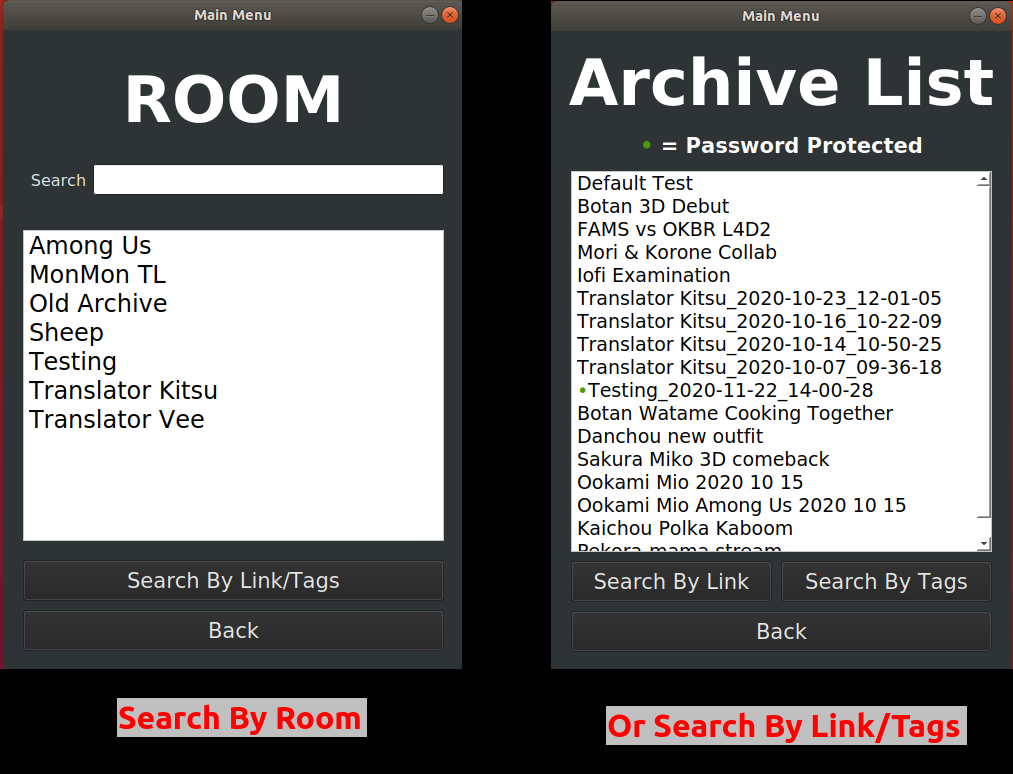 Main Menu
ROOM
Search
Among Us
MonMon TL
Old Archive
Sheep
Testing
Translator Kitsu
Translator Vee
Search By Link/Tags
Back
Search By Room
Main Menu
Archive List
• = Password Protected
Default Test
Botan 3D Debut
FAMS vs OKBR L4D2
Mori & Korone Collab
Iofi Examination
Translator Kitsu_2020-10-23_12-01-05
Translator Kitsu_2020-10-16_10-22-09
Translator Kitsu_2020-10-14_10-50-25
Translator Kitsu_2020-10-07_09-36-18
•Testing_2020-11-22_14-00-28
Botan Watame Cooking Together
Danchou new outfit
Sakura Miko 3D comeback
Ookami Mio 2020 10 15
Ookami Mio Among Us 2020 10 15
Kaichou Polka Kaboom
Pekora mama stream
Search By Link
Search By Tags
Back
Or Search By Link/Tags